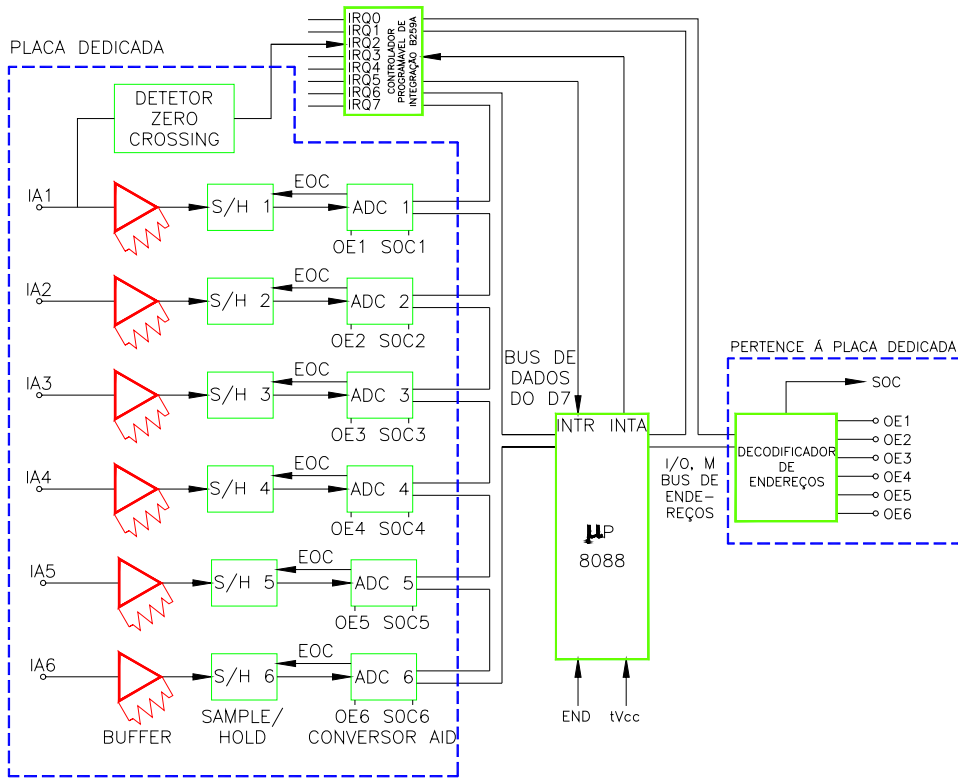 PLACA DEDICADA
IRQ0
IRQ1
IRQ2
IRQ3
IRQ4
IRQ5
IRQ6
IRQ7
CONTROLADOR
PROGRAMÁVEL DE
INTEGRAÇÃO B259A
DETETOR
ZERO
CROSSING
IA1
S/H 1
EOC
ADC 1
OE1 SOC1
IA2
S/H 2
EOC
ADC 2
OE2 SOC2
IA3
S/H 3
EOC
ADC 3
OE3 SOC3
IA4
S/H 4
EOC
ADC 4
OE4 SOC4
IA5
S/H 5
EOC
ADC 5
OE5 SOC5
IA6
S/H 6
EOC
ADC 6
OE6 SOC6
BUFFER
SAMPLE/
HOLD
CONVERSOR AID
BUS DE
DADOS
DO D7
INTR INTA
µP
8088
END
tVcc
I/O, M
BUS DE
ENDE-
REÇOS
PERTENCE Á PLACA DEDICADA
SOC
DECODIFICADOR
DE
ENDEREÇOS
OE1
OE2
OE3
OE4
OE5
OE6